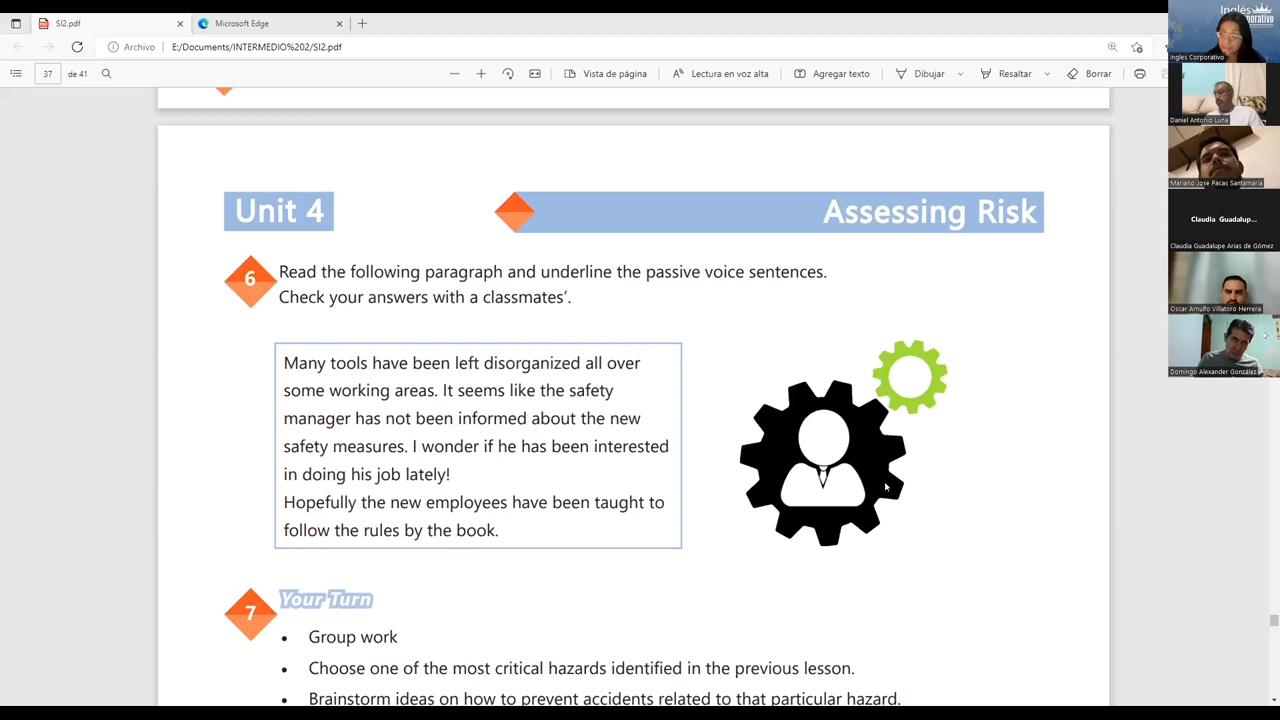 SI2.pdf
Microsoft Edge
Archivo
E:/Documents/INTERMEDIO%202/SI2.pdf
37
de 41
Vista de página
Lectura en voz alta
Agregar texto
Dibujar
Resaltar
Borrar
Unit 4
Assessing Risk
6
Read the following paragraph and underline the passive voice sentences.
Check your answers with a classmates’.
Many tools have been left disorganized all over
some working areas. It seems like the safety
manager has not been informed about the new
safety measures. I wonder if he has been interested
in doing his job lately!
Hopefully the new employees have been taught to
follow the rules by the book.
7
Your Turn
• Group work
• Choose one of the most critical hazards identified in the previous lesson.
• Brainstorm ideas on how to prevent accidents related to that particular hazard.
Inglés
Corporativo
Ingles Corporativo
Daniel Antonio Luna
Mariano Jose Pacas Santamaria
Claudia Guadalup...
Claudia Guadalupe Arias de Gómez
Oscar Arnulfo Villatoro Herrera
Domingo Alexander González